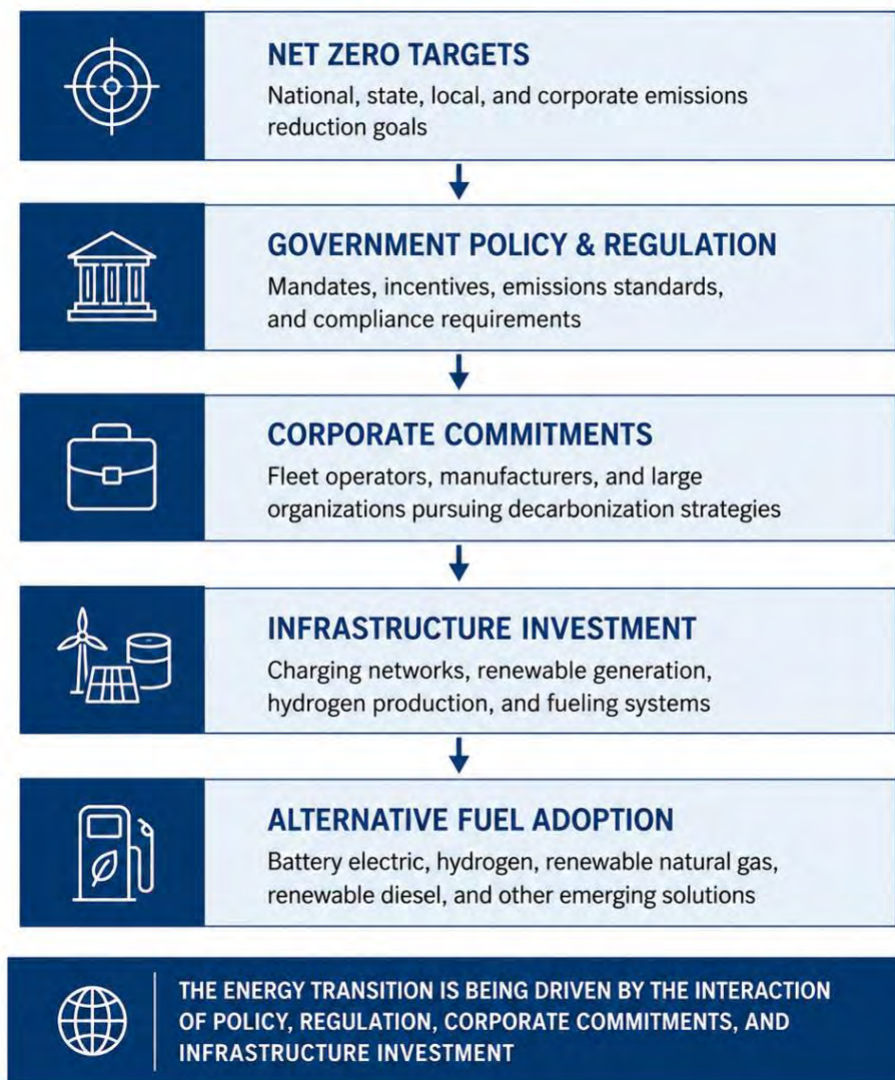 NET ZERO TARGETS
National, state, local, and corporate emissions
reduction goals
GOVERNMENT POLICY & REGULATION
Mandates, incentives, emissions standards,
and compliance requirements
CORPORATE COMMITMENTS
Fleet operators, manufacturers, and large
organizations pursuing decarbonization strategies
INFRASTRUCTURE INVESTMENT
Charging networks, renewable generation,
hydrogen production, and fueling systems
ALTERNATIVE FUEL ADOPTION
Battery electric, hydrogen, renewable natural gas,
renewable diesel, and other emerging solutions
THE ENERGY TRANSITION IS BEING DRIVEN BY THE INTERACTION
OF POLICY, REGULATION, CORPORATE COMMITMENTS, AND
INFRASTRUCTURE INVESTMENT